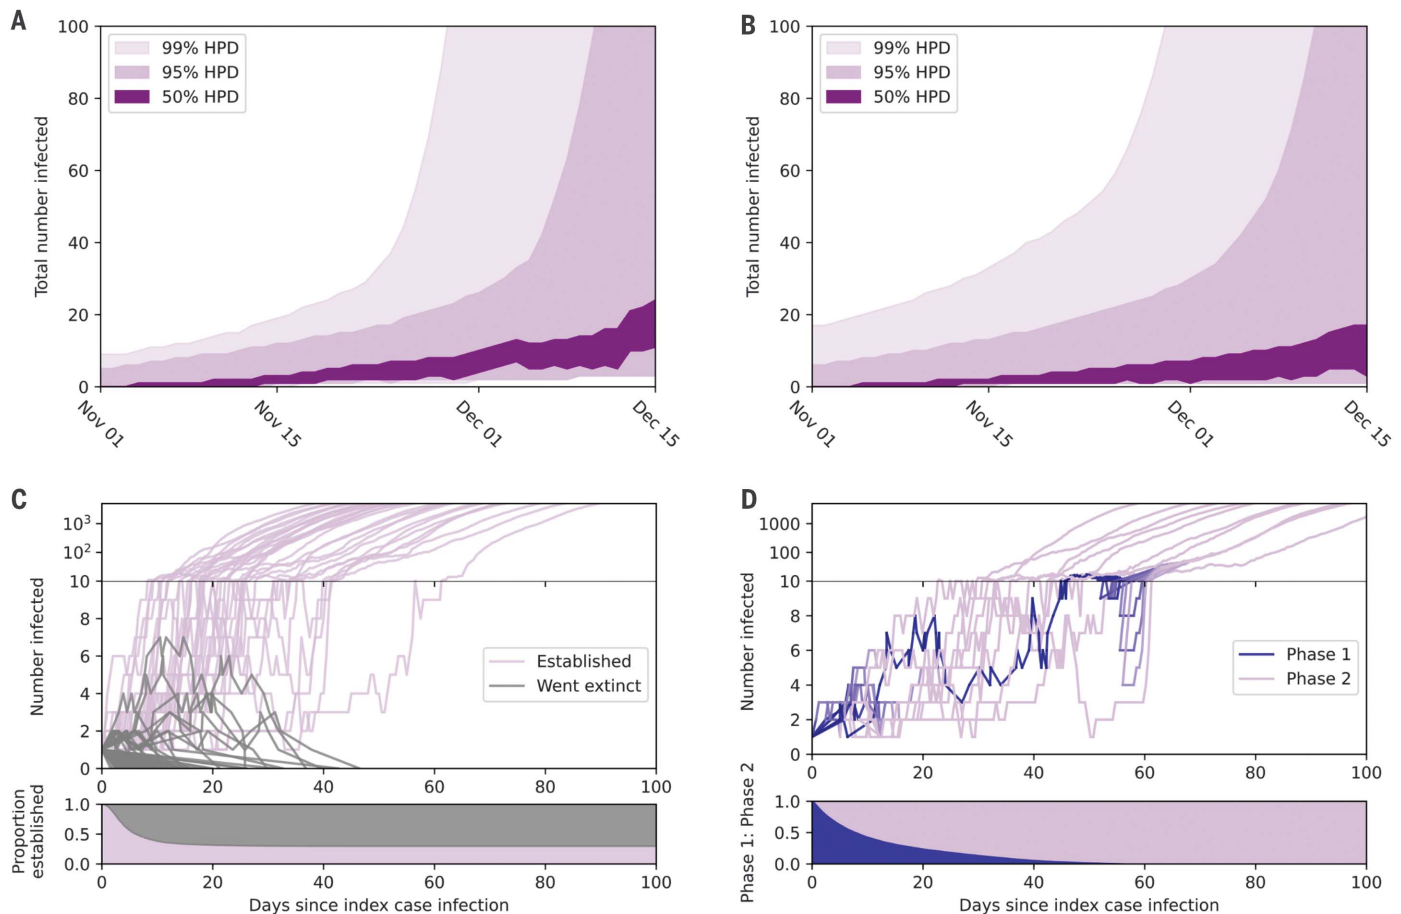 A
100
80
60
40
20
0
Total number infected
99% HPD
95% HPD
50% HPD
Nov 01
Nov 15
Dec 01
Dec 15
B
100
80
60
40
20
0
Total number infected
99% HPD
95% HPD
50% HPD
Nov 01
Nov 15
Dec 01
Dec 15
C
10³
10²
10
8
6
4
2
0
Number infected
Established
Went extinct
0 20 40 60 80 100
1.0
0.5
0.0
Proportion
established
0 20 40 60 80 100
Days since index case infection
D
1000
100
10
8
6
4
2
0
Number infected
Phase 1
Phase 2
0 20 40 60 80 100
1.0
0.5
0.0
Phase 1: Phase 2
0 20 40 60 80 100
Days since index case infection